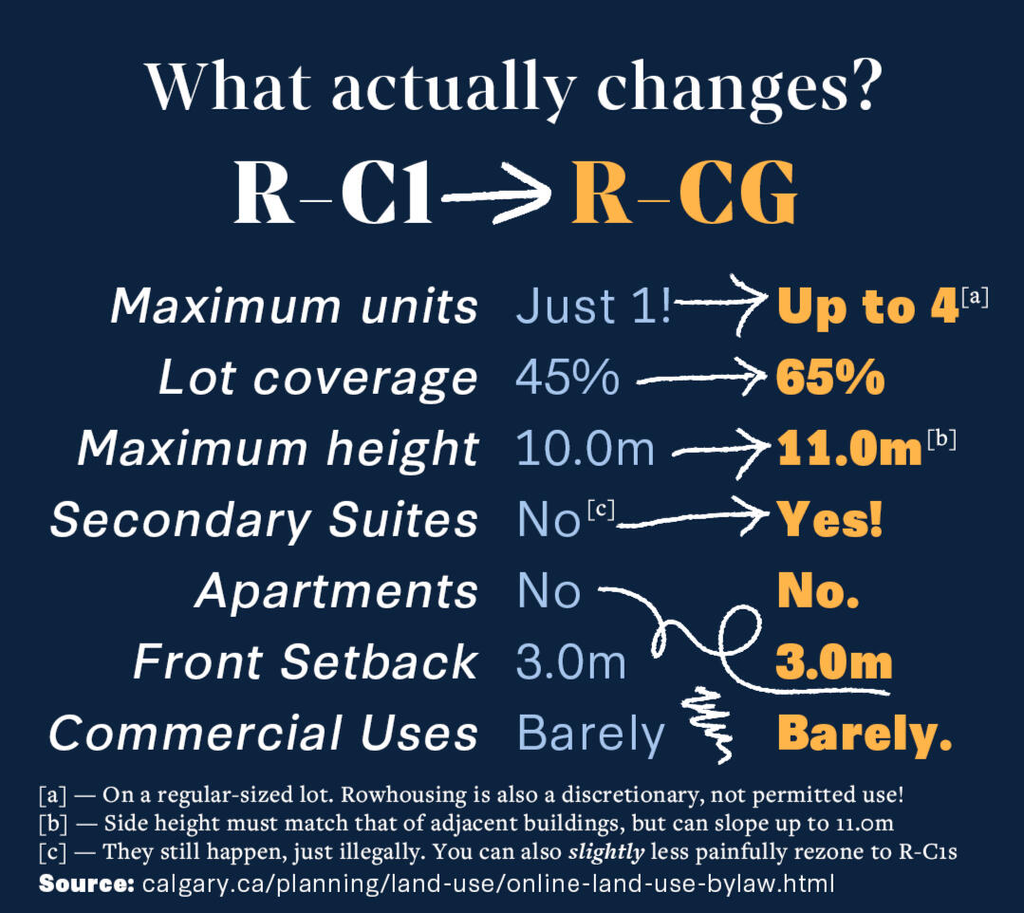 What actually changes?
R–C1 → R–CG
Maximum units Just 1! → Up to 4[a]
Lot coverage 45% → 65%
Maximum height 10.0m → 11.0m[b]
Secondary Suites No[c] → Yes!
Apartments No No.
Front Setback 3.0m 3.0m
Commercial Uses Barely Barely.
[a] — On a regular-sized lot. Rowhousing is also a discretionary, not permitted use!
[b] — Side height must match that of adjacent buildings, but can slope up to 11.0m
[c] — They still happen, just illegally. You can also slightly less painfully rezone to R-C1s
Source: calgary.ca/planning/land-use/online-land-use-bylaw.html